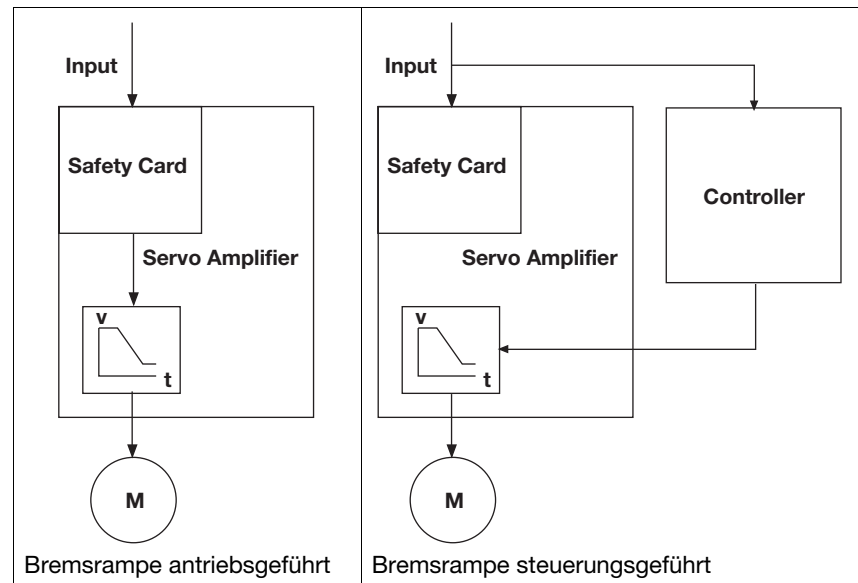 Input
Safety Card
Servo Amplifier
v
t
M
Bremsrampe antriebsgeführt
Input
Safety Card
Controller
Servo Amplifier
v
t
M
Bremsrampe steuerungsgeführt